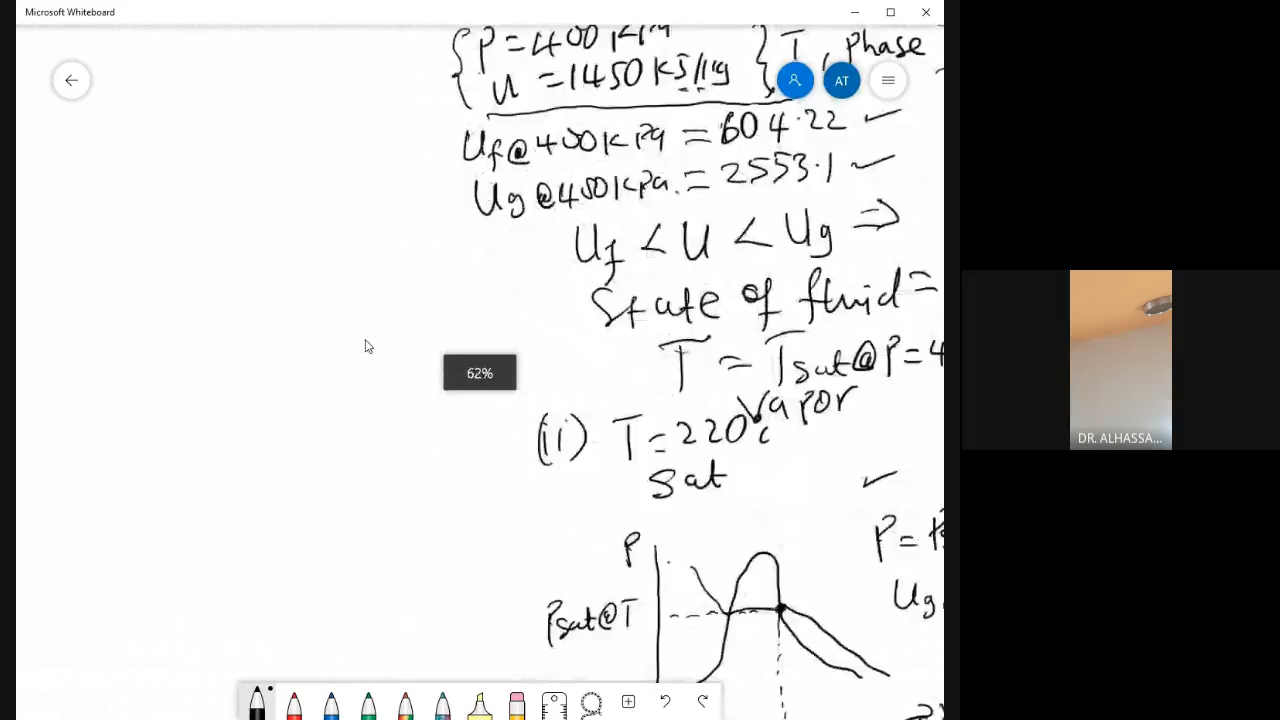 Microsoft Whiteboard
P = 400 KPa
U = 1450 KJ/kg
T, phase
AT
Uf@400KPa = 604.22
Ug@400KPa. = 2553.1
Uf < U < Ug ⇒
State of fluid =
T = Tsat@P=4
62%
(ii) T = 220°c
Sat
Vapor
P
P =
Ug
Psat@T
DR. ALHASSA...